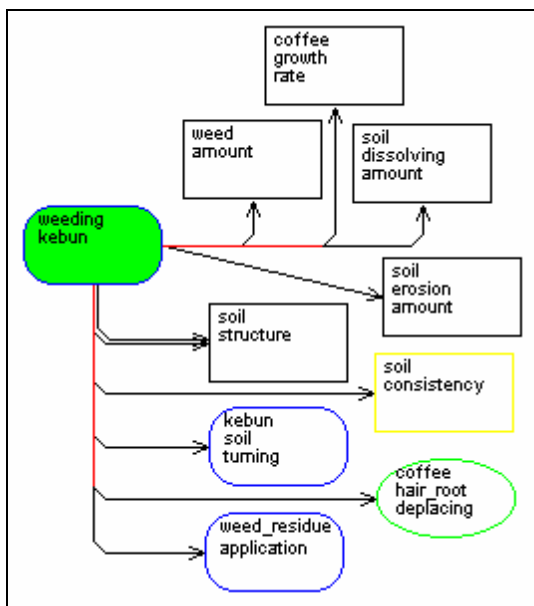 coffee
growth
rate
weed
amount
soil
dissolving
amount
weeding
kebun
soil
erosion
amount
soil
structure
soil
consistency
kebun
soil
turning
coffee
hair_root
deplacing
weed_residue
application